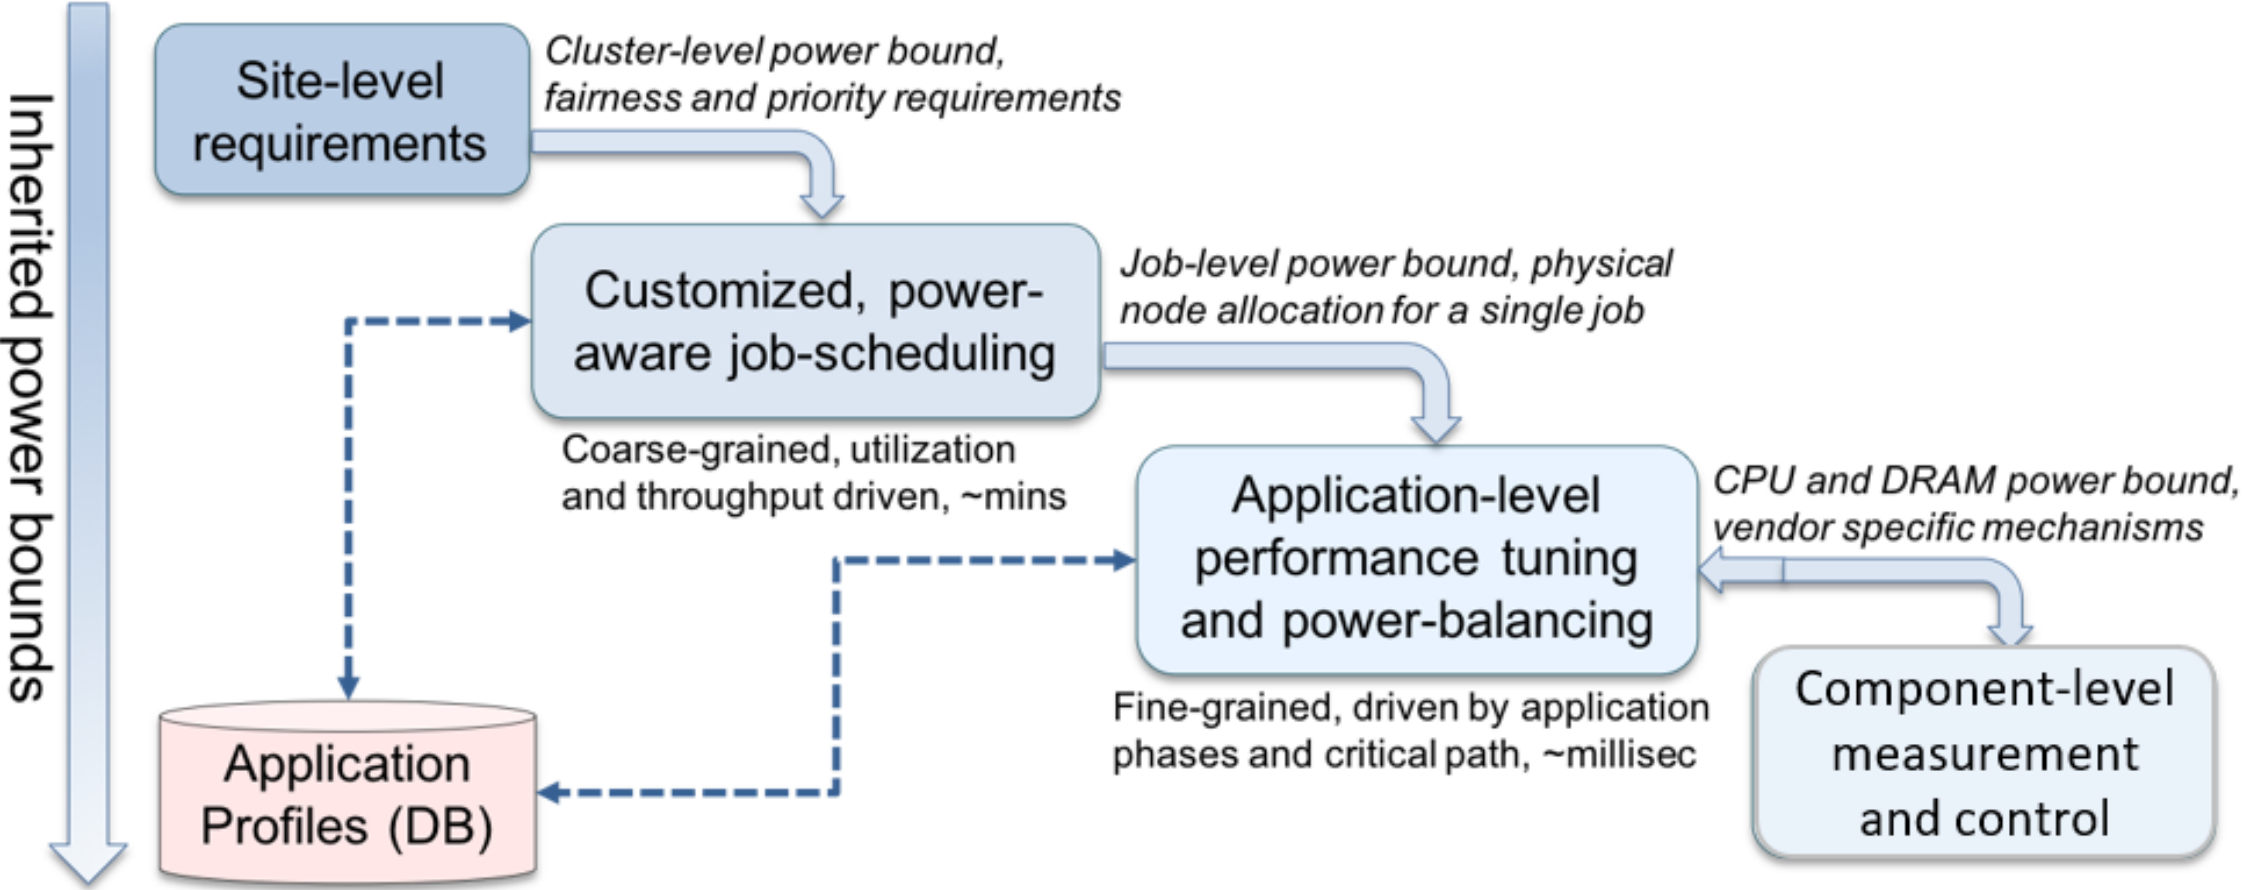 Inherited power bounds
Site-level
requirements
Cluster-level power bound,
fairness and priority requirements
Customized, power-
aware job-scheduling
Job-level power bound, physical
node allocation for a single job
Coarse-grained, utilization
and throughput driven, ~mins
Application-level
performance tuning
and power-balancing
CPU and DRAM power bound,
vendor specific mechanisms
Fine-grained, driven by application
phases and critical path, ~millisec
Component-level
measurement
and control
Application
Profiles (DB)